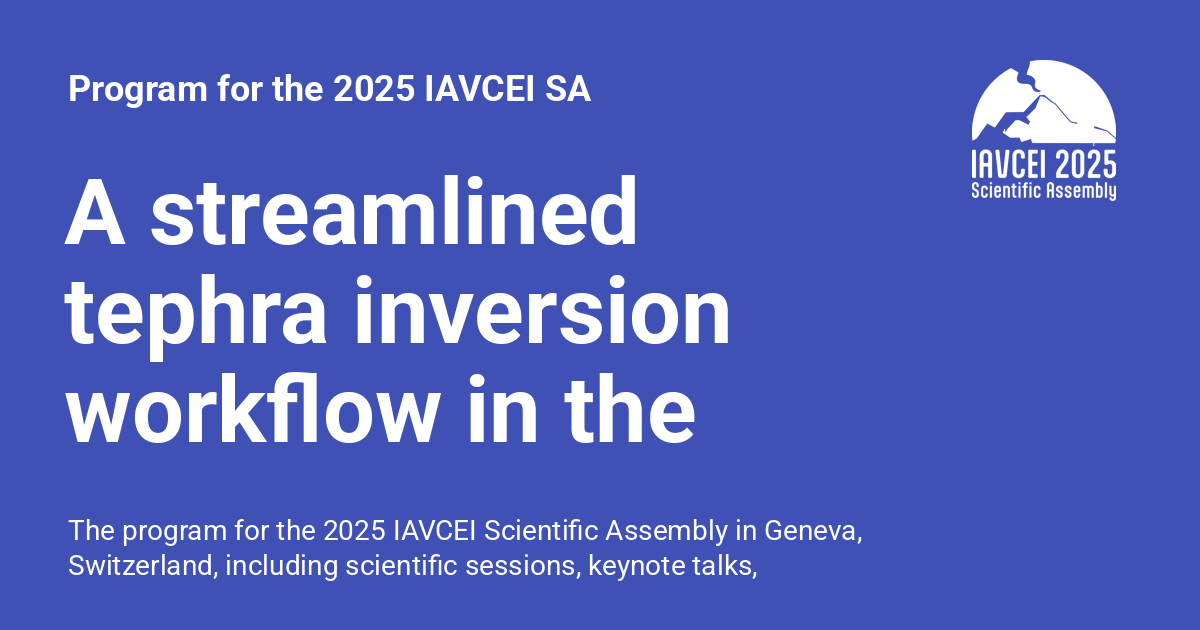 Program for the 2025 IAVCEI SA
IAVCEI 2025
Scientific Assembly
A streamlined
tephra inversion
workflow in the
The program for the 2025 IAVCEI Scientific Assembly in Geneva,
Switzerland, including scientific sessions, keynote talks,